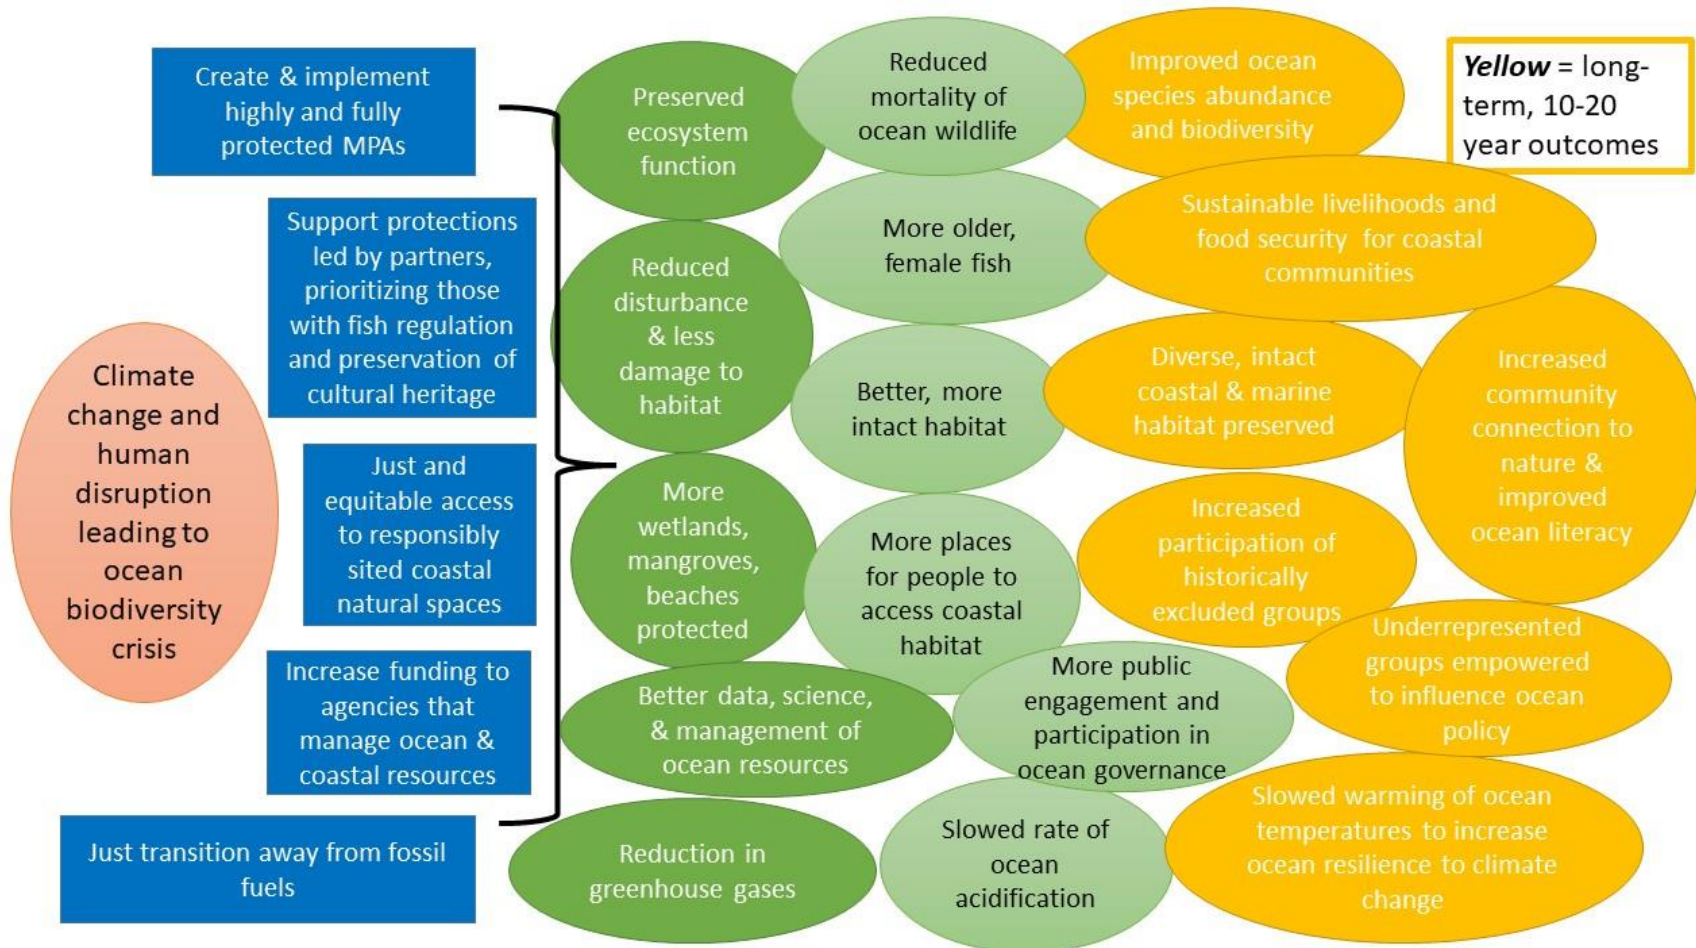 Climate
change and
human
disruption
leading to
ocean
biodiversity
crisis
Create & implement
highly and fully
protected MPAs
Support protections
led by partners,
prioritizing those
with fish regulation
and preservation of
cultural heritage
Just and
equitable access
to responsibly
sited coastal
natural spaces
Increase funding to
agencies that
manage ocean &
coastal resources
Just transition away from fossil
fuels
Preserved
ecosystem
function
Reduced
disturbance
& less
damage to
habitat
More
wetlands,
mangroves,
beaches
protected
Better data, science,
& management of
ocean resources
Reduction in
greenhouse gases
Reduced
mortality of
ocean wildlife
More older,
female fish
Better, more
intact habitat
More places
for people to
access coastal
habitat
More public
engagement and
participation in
ocean governance
Slowed rate of
ocean
acidification
Improved ocean
species abundance
and biodiversity
Sustainable livelihoods and
food security for coastal
communities
Diverse, intact
coastal & marine
habitat preserved
Increased
community
connection to
nature &
improved
ocean literacy
Increased
participation of
historically
excluded groups
Underrepresented
groups empowered
to influence ocean
policy
Slowed warming of ocean
temperatures to increase
ocean resilience to climate
change
Yellow = long-
term, 10-20
year outcomes